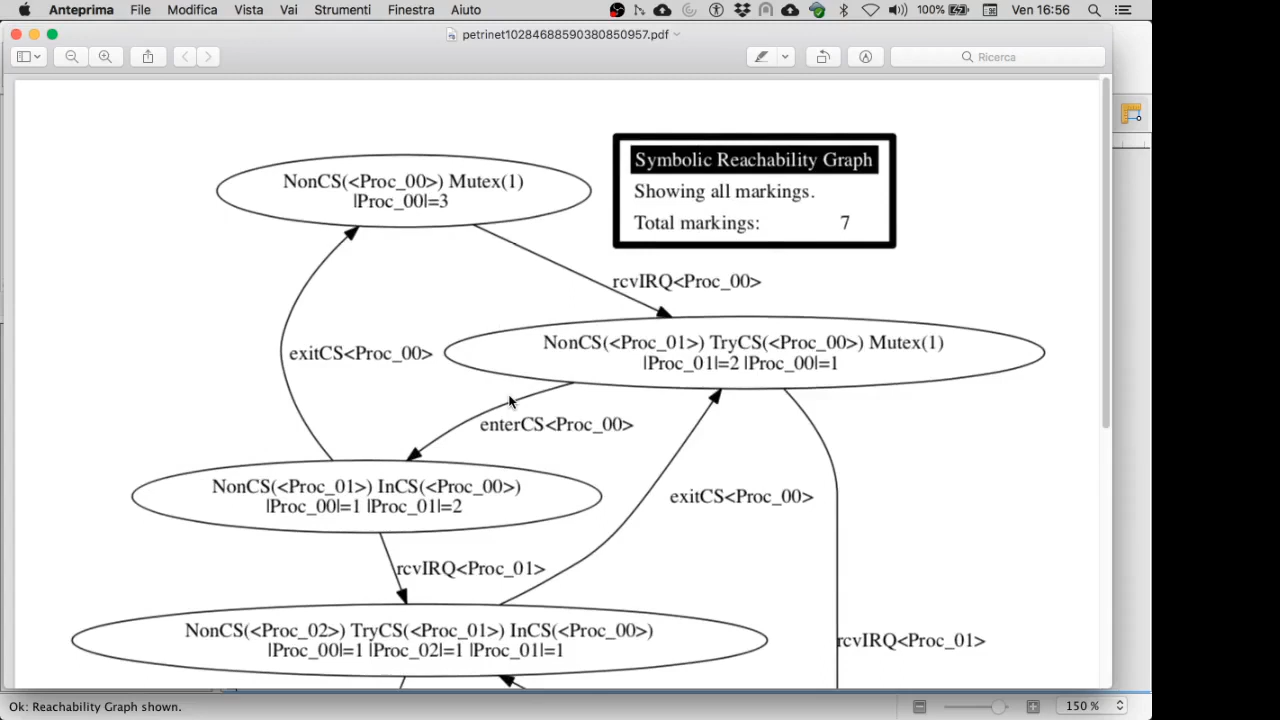 Anteprima File Modifica Vista Vai Strumenti Finestra Aiuto 100% Ven 16:56
petrinet10284688590380850957.pdf
Ricerca
NonCS(<Proc_00>) Mutex(1)
|Proc_00|=3
Symbolic Reachability Graph
Showing all markings.
Total markings: 7
rcvIRQ<Proc_00>
NonCS(<Proc_01>) TryCS(<Proc_00>) Mutex(1)
|Proc_01|=2 |Proc_00|=1
exitCS<Proc_00>
enterCS<Proc_00>
NonCS(<Proc_01>) InCS(<Proc_00>)
|Proc_00|=1 |Proc_01|=2
exitCS<Proc_00>
rcvIRQ<Proc_01>
NonCS(<Proc_02>) TryCS(<Proc_01>) InCS(<Proc_00>)
|Proc_00|=1 |Proc_02|=1 |Proc_01|=1
rcvIRQ<Proc_01>
Ok: Reachability Graph shown.
150 %